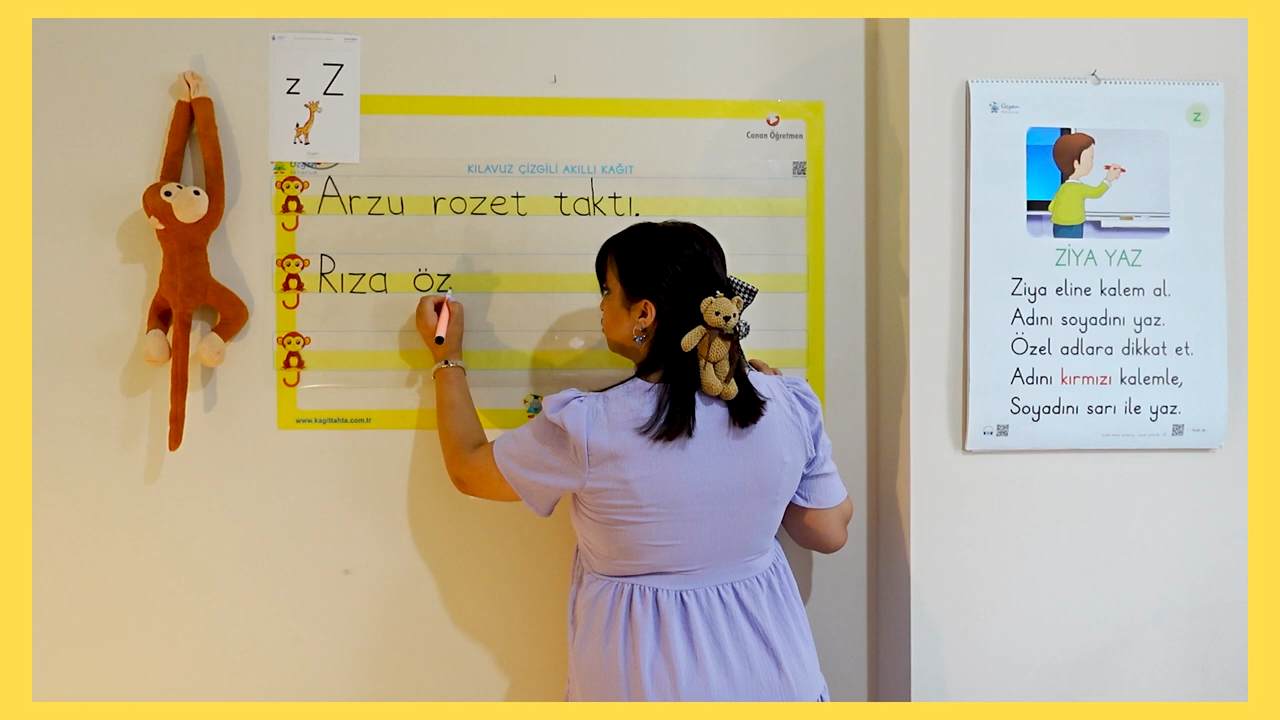 z Z
Canan Öğretmen
KILAVUZ ÇİZGİLİ AKILLI KAĞIT
Arzu rozet taktı.
Rıza öz
www.kagittahta.com.tr
z
ZİYA YAZ
Ziya eline kalem al.
Adını soyadını yaz.
Özel adlara dikkat et.
Adını kırmızı kalemle,
Soyadını sarı ile yaz.